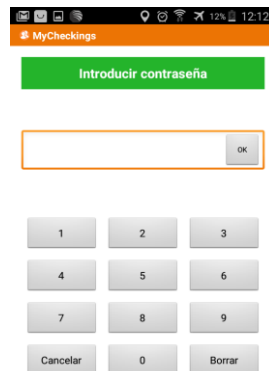 12% 12:12
MyCheckings
Introducir contraseña
OK
1 2 3
4 5 6
7 8 9
Cancelar 0 Borrar